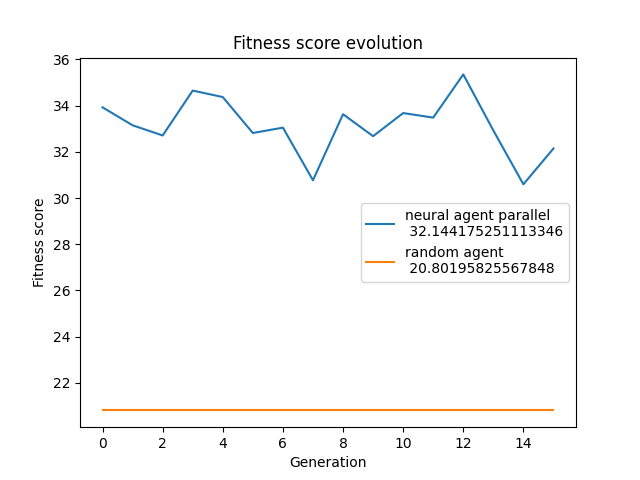 Fitness score evolution
Fitness score
36
34
32
30
28
26
24
22
neural agent parallel
32.144175251113346
random agent
20.80195825567848
0 2 4 6 8 10 12 14
Generation